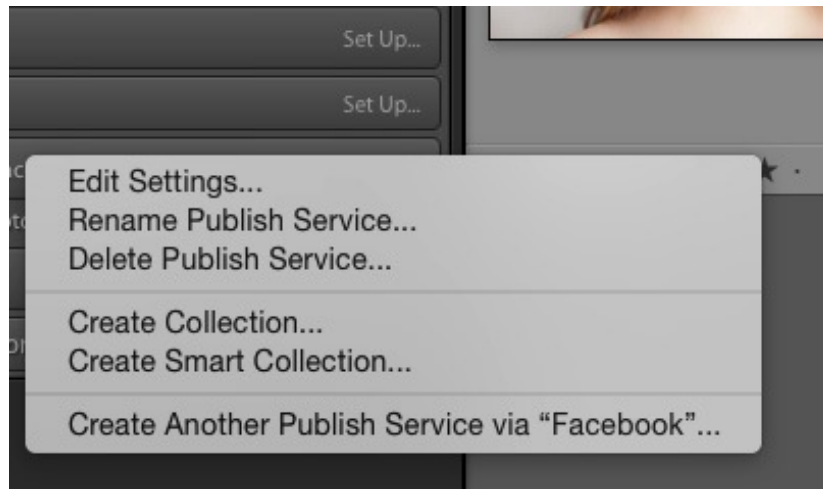 Set Up...
Set Up...
Edit Settings...
Rename Publish Service...
Delete Publish Service...
Create Collection...
Create Smart Collection...
Create Another Publish Service via “Facebook”...